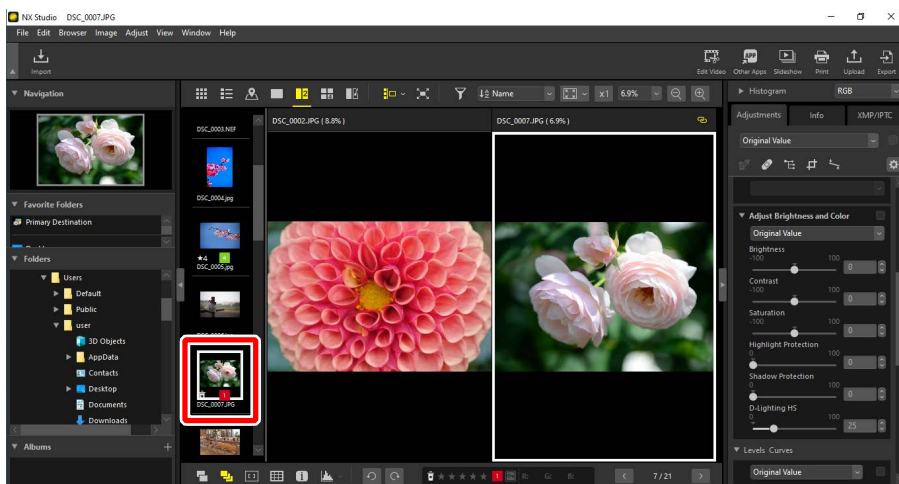 NX Studio DSC_0007.JPG
File Edit Browser Image Adjust View Window Help
Import
Edit Video Other Apps Slideshow Print Upload Export
Navigation
Name x1 6.9%
Histogram RGB
DSC_0003.NEF
DSC_0002.JPG ( 8.8% )
DSC_0007.JPG ( 6.9% )
Adjustments Info XMP/IPTC
Original Value
DSC_0004.jpg
Favorite Folders
Primary Destination
Folders
Users
Default
Public
user
3D Objects
AppData
Contacts
Desktop
Documents
Downloads
Albums
★4
DSC_0005.jpg
1
DSC_0007.JPG
Adjust Brightness and Color
Original Value
Brightness
-100 100 0
Contrast
-100 100 0
Saturation
-100 100 0
Highlight Protection
0 100 0
Shadow Protection
0 100 0
D-Lighting HS
0 100 25
Levels Curves
Original Value
1 R: G: B: 7 / 21